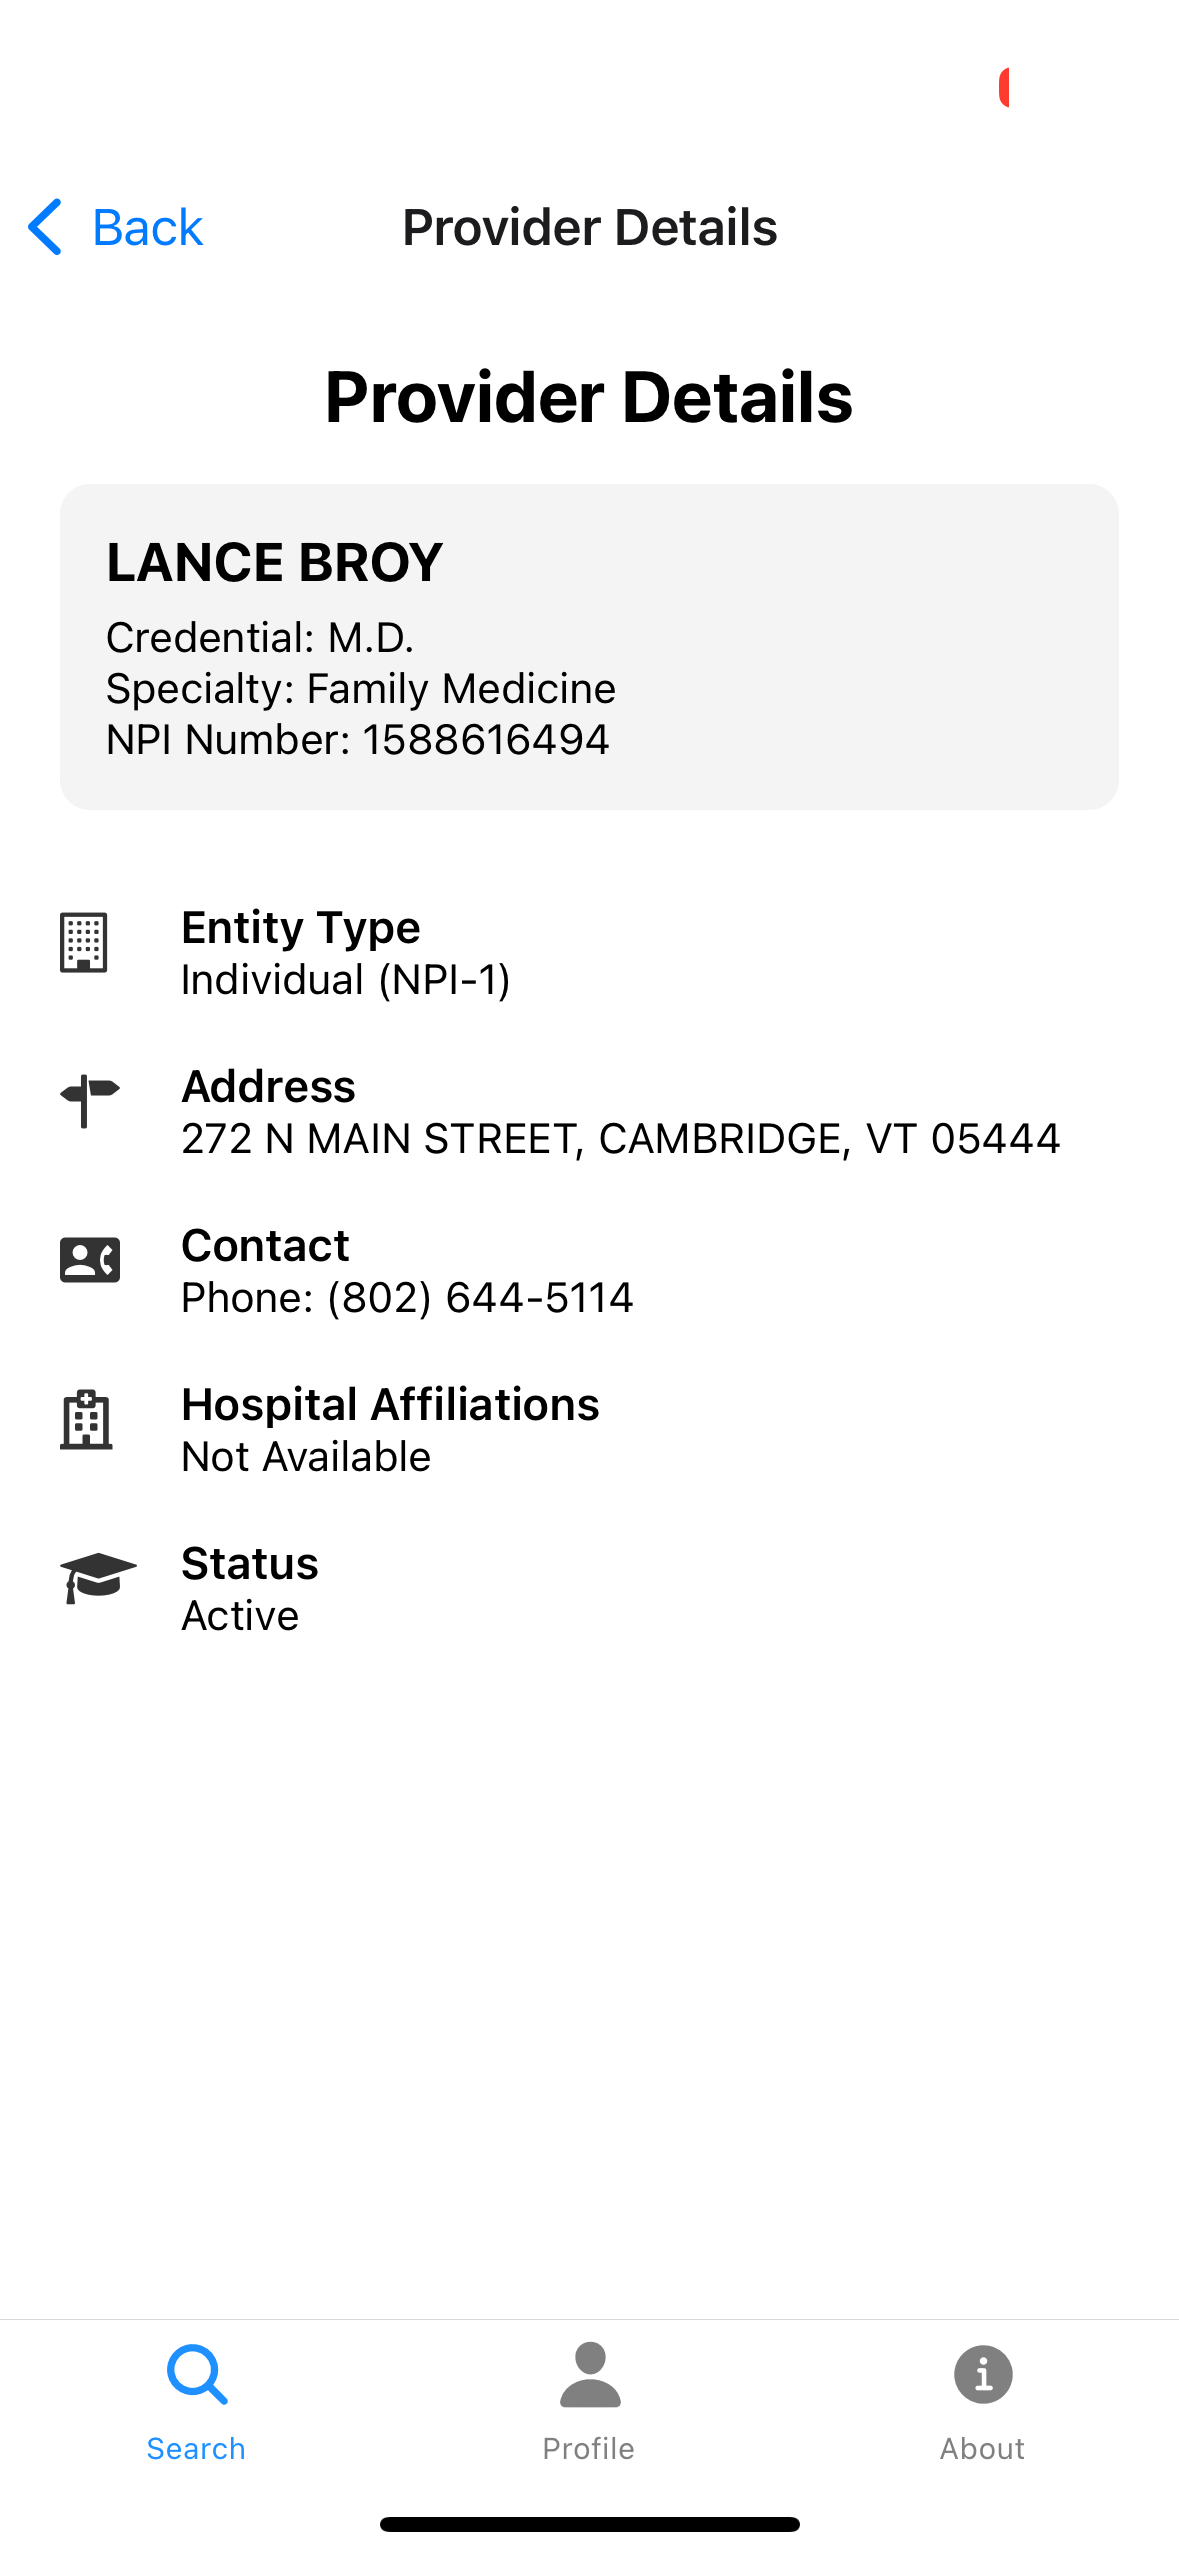 Back
Provider Details
Provider Details
LANCE BROY
Credential: M.D.
Specialty: Family Medicine
NPI Number: 1588616494
Entity Type
Individual (NPI-1)
Address
272 N MAIN STREET, CAMBRIDGE, VT 05444
Contact
Phone: (802) 644-5114
Hospital Affiliations
Not Available
Status
Active
Search
Profile
About